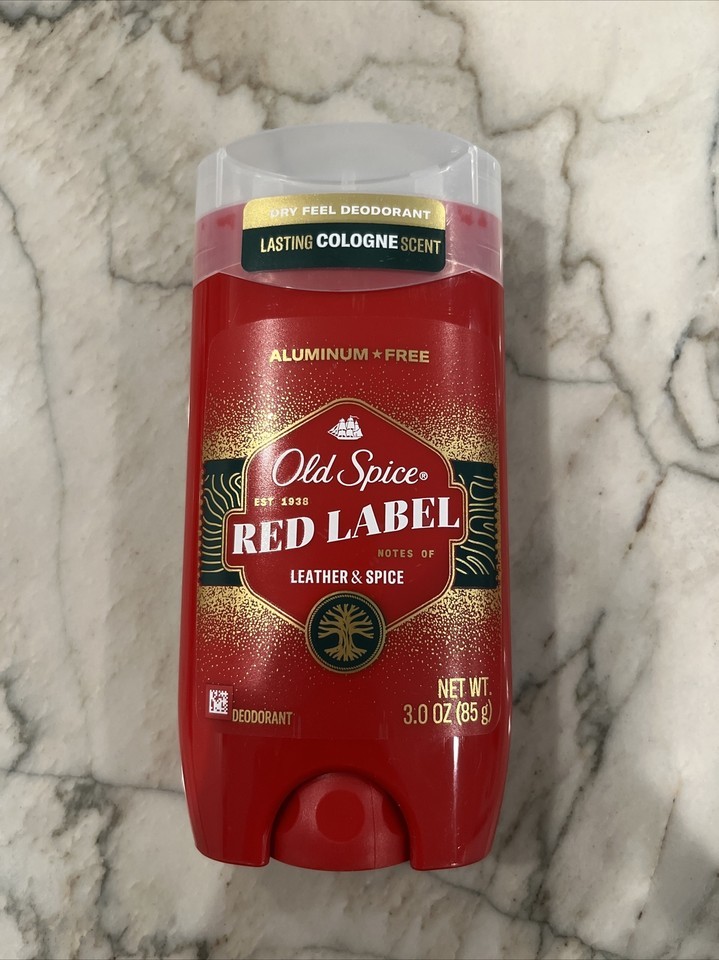 DRY FEEL DEODORANT
LASTING COLOGNE SCENT
ALUMINUM★FREE
Old Spice®
EST 1938
RED LABEL
NOTES OF
LEATHER & SPICE
NET WT.
3.0 OZ (85 g)
DEODORANT